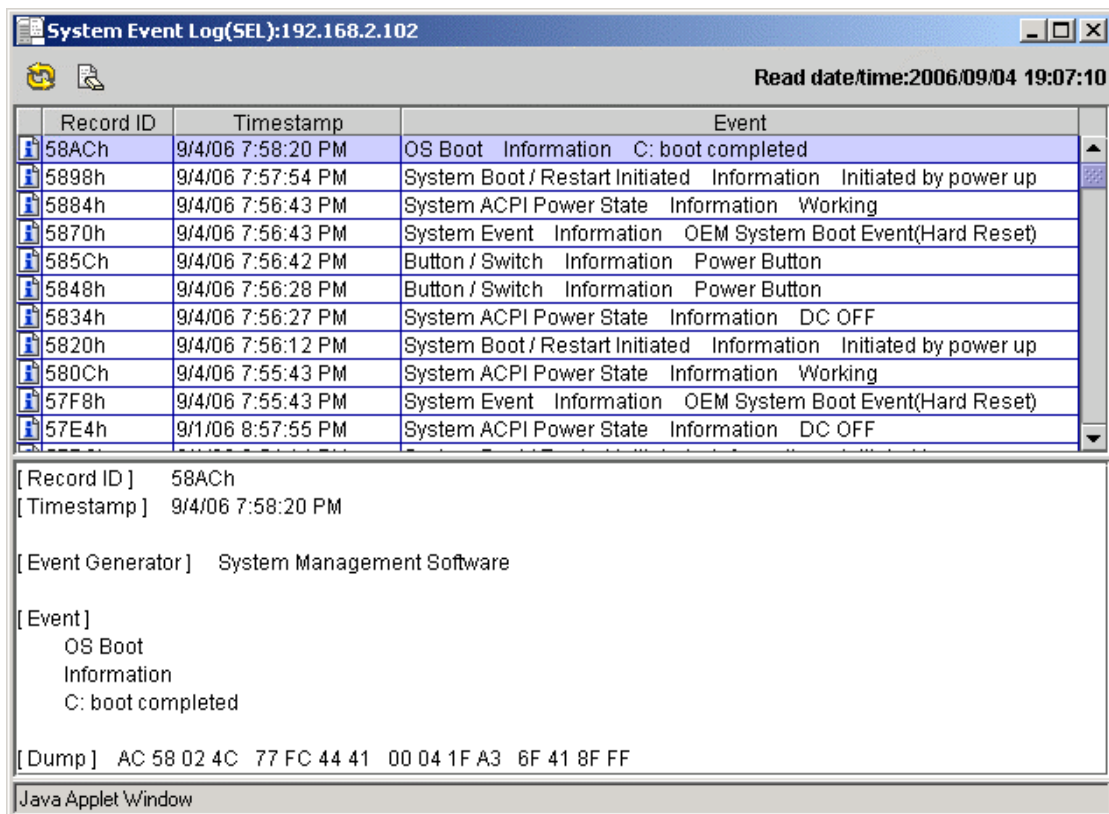 System Event Log(SEL):192.168.2.102
Read date/time:2006/09/04 19:07:10
Record ID Timestamp Event
58ACh 9/4/06 7:58:20 PM OS Boot Information C: boot completed
5898h 9/4/06 7:57:54 PM System Boot / Restart Initiated Information Initiated by power up
5884h 9/4/06 7:56:43 PM System ACPI Power State Information Working
5870h 9/4/06 7:56:43 PM System Event Information OEM System Boot Event(Hard Reset)
585Ch 9/4/06 7:56:42 PM Button / Switch Information Power Button
5848h 9/4/06 7:56:28 PM Button / Switch Information Power Button
5834h 9/4/06 7:56:27 PM System ACPI Power State Information DC OFF
5820h 9/4/06 7:56:12 PM System Boot / Restart Initiated Information Initiated by power up
580Ch 9/4/06 7:55:43 PM System ACPI Power State Information Working
57F8h 9/4/06 7:55:43 PM System Event Information OEM System Boot Event(Hard Reset)
57E4h 9/1/06 8:57:55 PM System ACPI Power State Information DC OFF
[ Record ID ] 58ACh
[ Timestamp ] 9/4/06 7:58:20 PM
[ Event Generator ] System Management Software
[ Event ]
OS Boot
Information
C: boot completed
[ Dump ] AC 58 02 4C 77 FC 44 41 00 04 1F A3 6F 41 8F FF
Java Applet Window